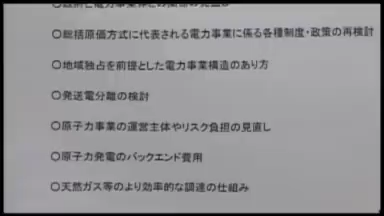 ○総括原価方式に代表される電力事業に係る各種制度・政策の再検討
○地域独占を前提とした電力事業構造のあり方
○発送電分離の検討
○原子力事業の運営主体やリスク負担の見直し
○原子力発電のバックエンド費用
○天然ガス等のより効率的な調達の仕組み